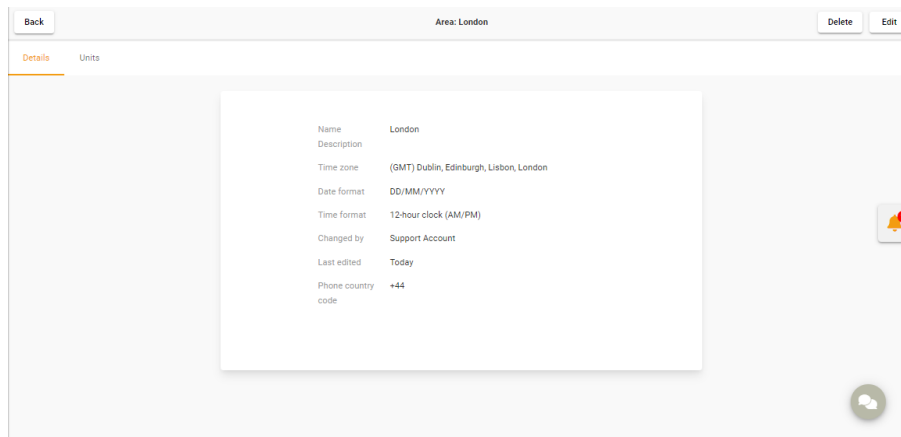 Back
Area: London
Delete
Edit
Details
Units
Name London
Description
Time zone (GMT) Dublin, Edinburgh, Lisbon, London
Date format DD/MM/YYYY
Time format 12-hour clock (AM/PM)
Changed by Support Account
Last edited Today
Phone country +44
code